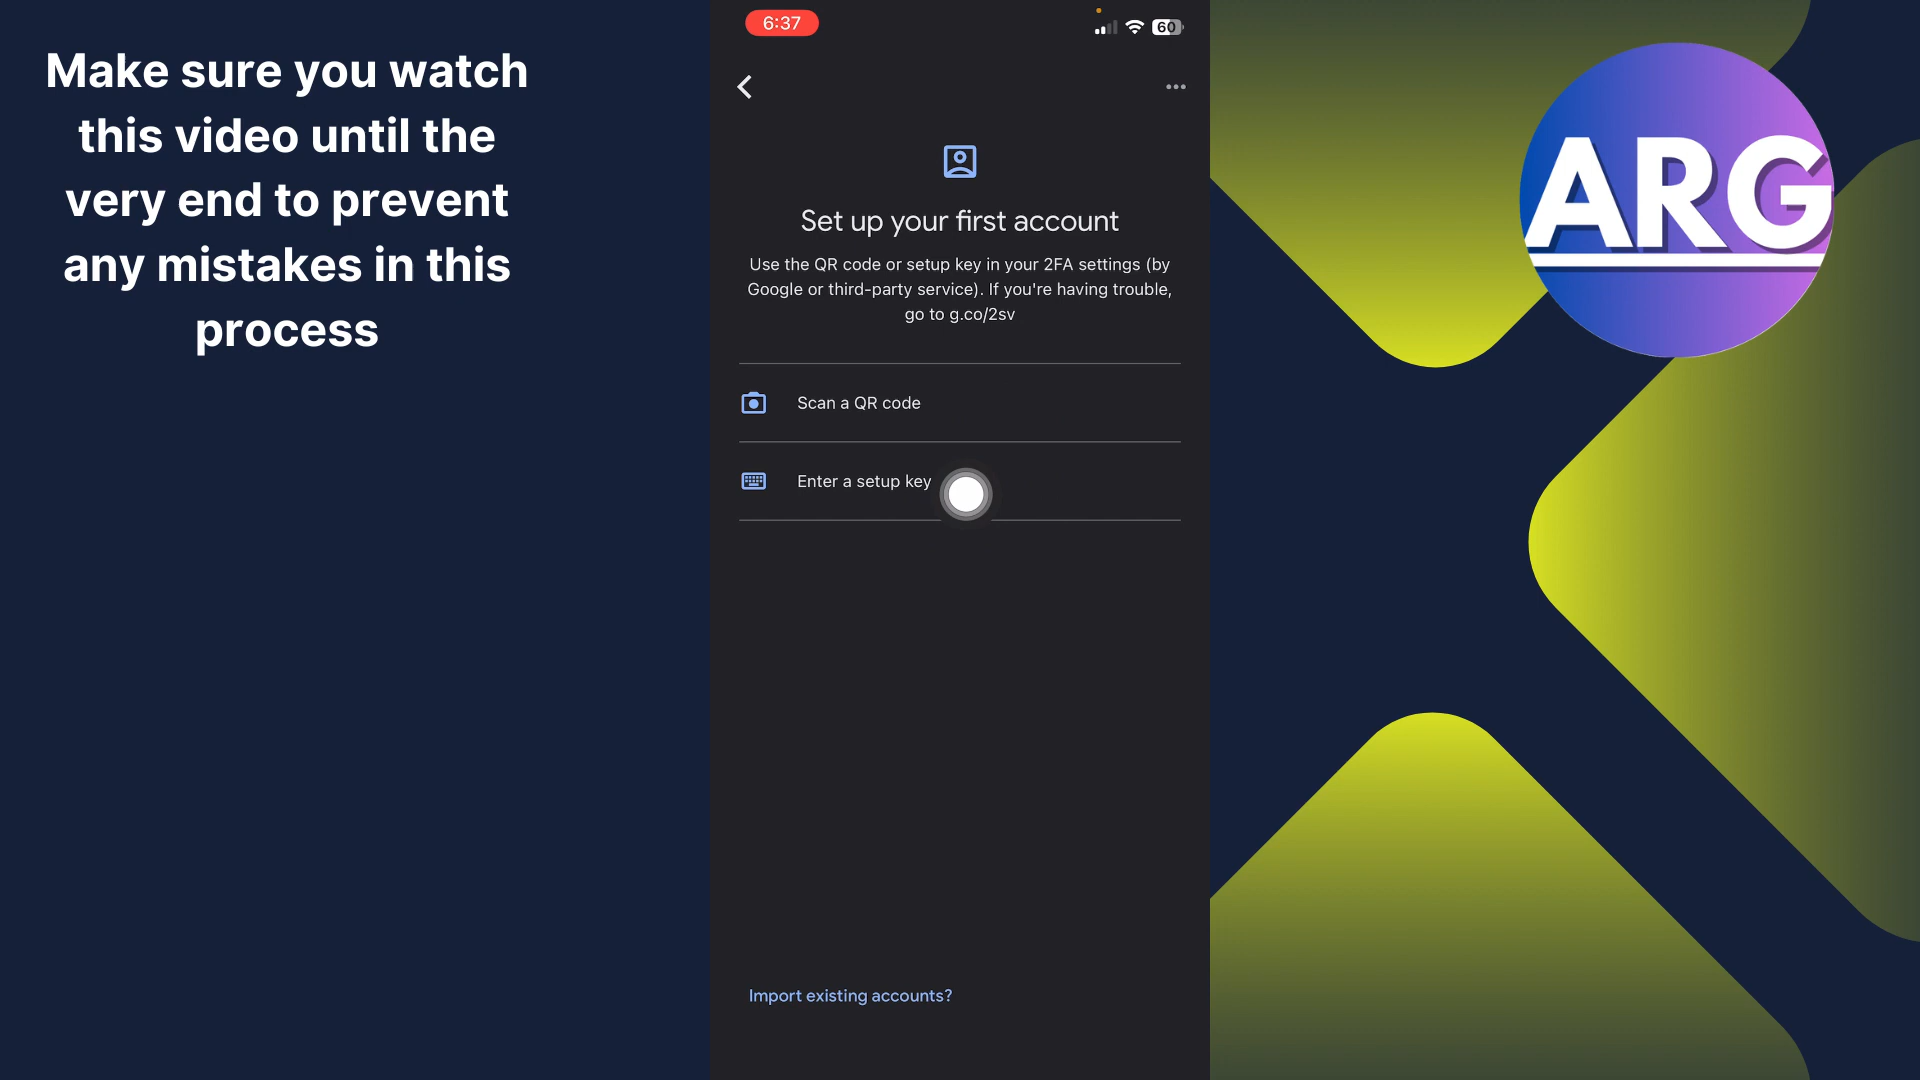 Make sure you watch
this video until the
very end to prevent
any mistakes in this
process
6:37
60
Set up your first account
Use the QR code or setup key in your 2FA settings (by
Google or third-party service). If you're having trouble,
go to g.co/2sv
Scan a QR code
Enter a setup key
Import existing accounts?
ARG